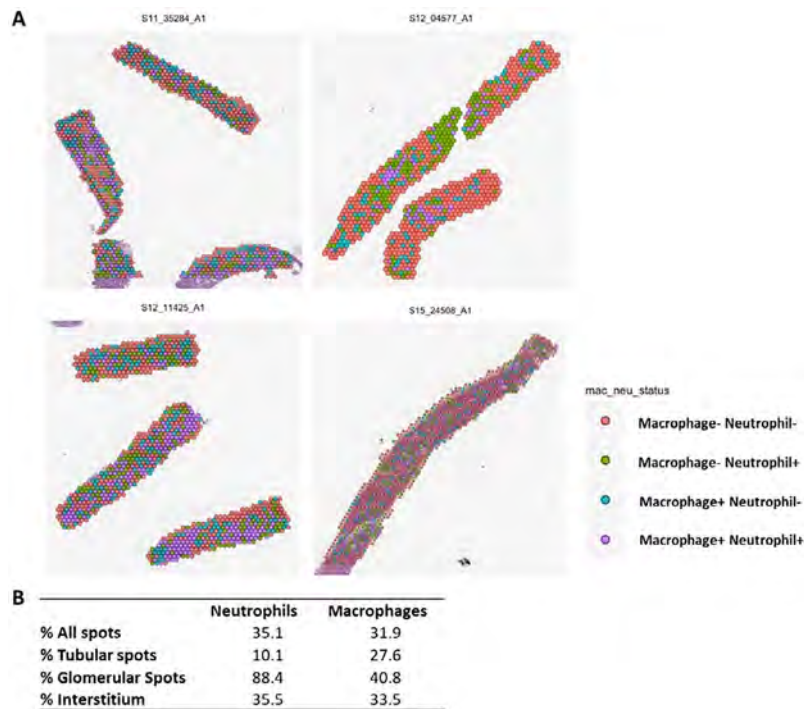 A
S11_35284_A1
S12_04577_A1
S12_11425_A1
S15_24508_A1
mac_neu_status
Macrophage- Neutrophil-
Macrophage- Neutrophil+
Macrophage+ Neutrophil-
Macrophage+ Neutrophil+
B
Neutrophils Macrophages
% All spots 35.1 31.9
% Tubular spots 10.1 27.6
% Glomerular Spots 88.4 40.8
% Interstitium 35.5 33.5